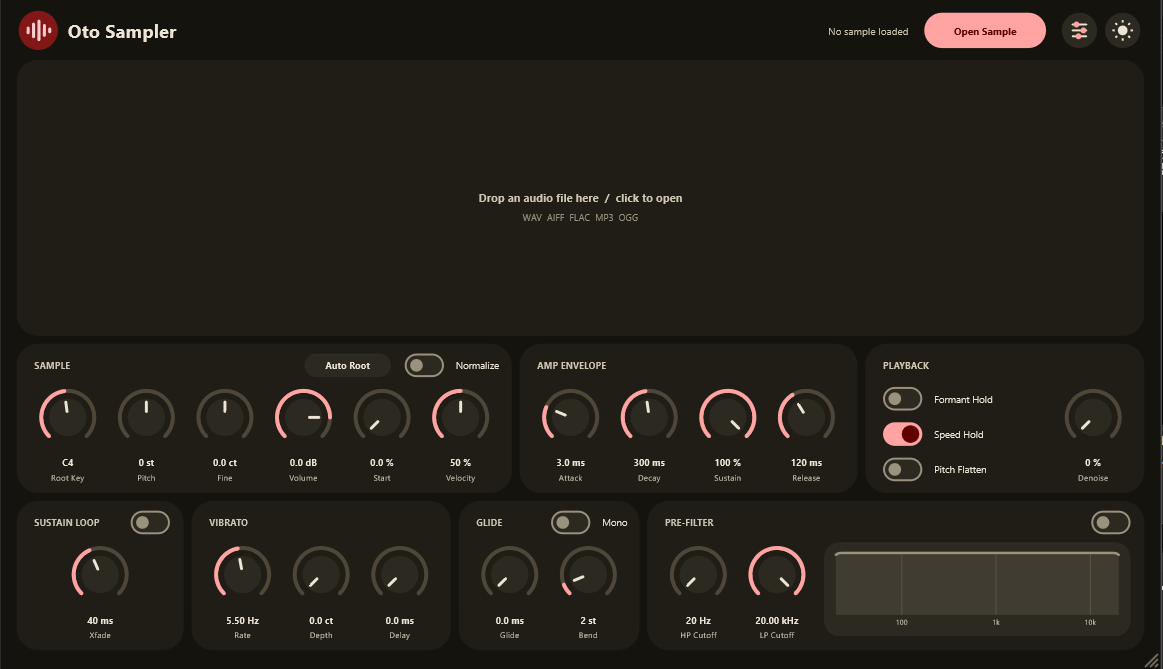 Oto Sampler
No sample loaded
Open Sample
Drop an audio file here / click to open
WAV AIFF FLAC MP3 OGG
SAMPLE
Auto Root
Normalize
C4
0 st
0.0 ct
0.0 dB
0.0 %
50 %
Root Key
Pitch
Fine
Volume
Start
Velocity
AMP ENVELOPE
3.0 ms
300 ms
100 %
120 ms
Attack
Decay
Sustain
Release
PLAYBACK
Formant Hold
Speed Hold
Pitch Flatten
0 %
Denoise
SUSTAIN LOOP
40 ms
Xfade
VIBRATO
5.50 Hz
0.0 ct
0.0 ms
Rate
Depth
Delay
GLIDE
Mono
0.0 ms
2 st
Glide
Bend
PRE-FILTER
20 Hz
20.00 kHz
HP Cutoff
LP Cutoff
100
1k
10k